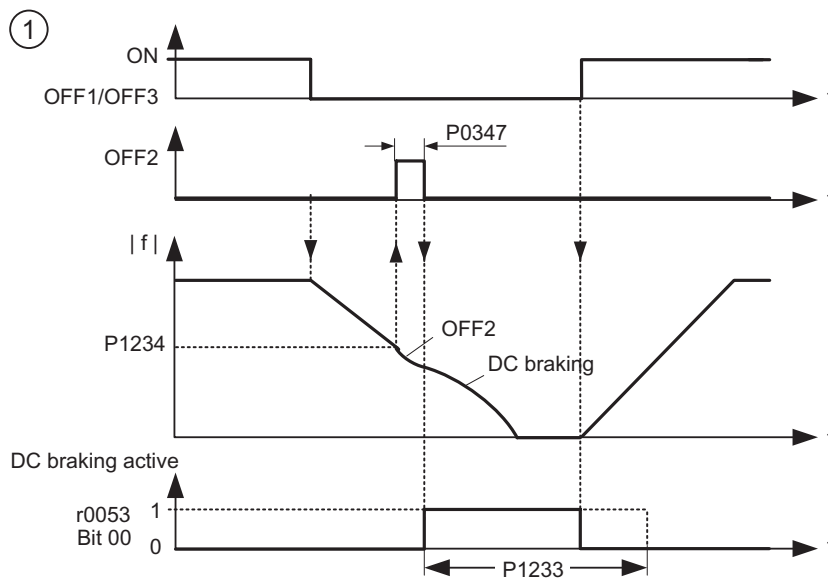 1
ON
OFF1/OFF3
P0347
OFF2
| f |
P1234
OFF2
DC braking
DC braking active
r0053
Bit 00
1
0
P1233